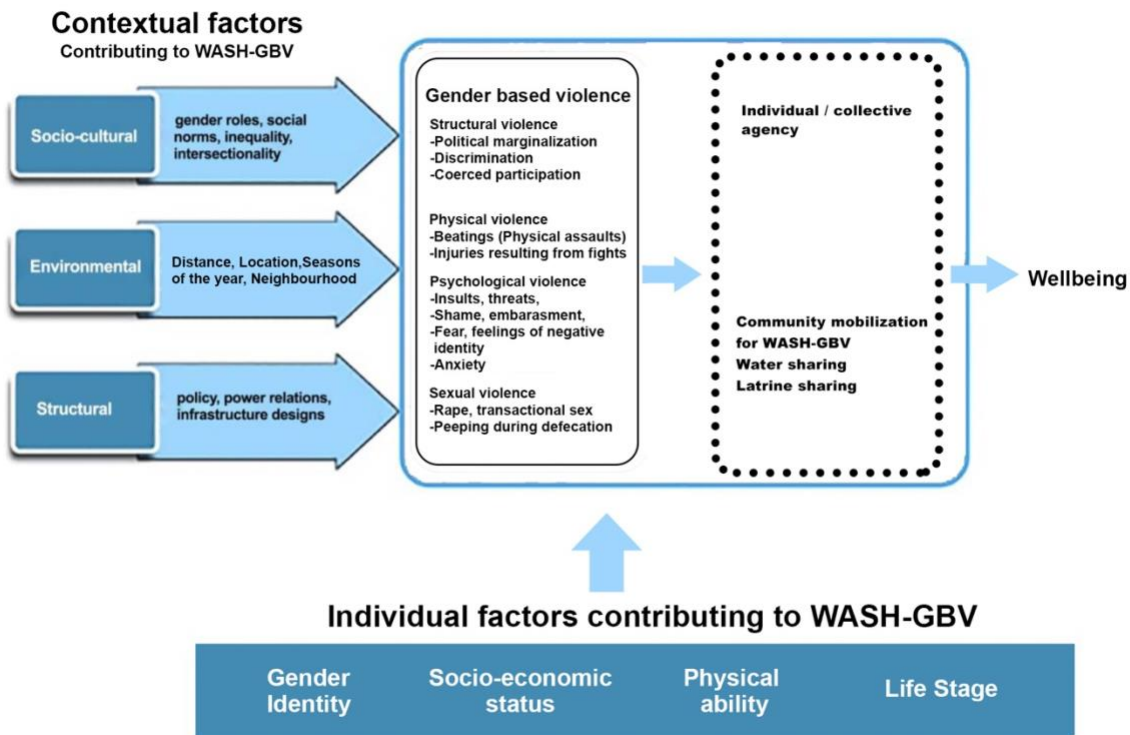 Contextual factors
Contributing to WASH-GBV
Socio-cultural
gender roles, social
norms, inequality,
intersectionality
Environmental
Distance, Location,Seasons
of the year, Neighbourhood
Structural
policy, power relations,
infrastructure designs
Gender based violence
Structural violence
-Political marginalization
-Discrimination
-Coerced participation
Physical violence
-Beatings (Physical assaults)
-Injuries resulting from fights
Psychological violence
-Insults, threats,
-Shame, embarasment,
-Fear, feelings of negative
identity
-Anxiety
Sexual violence
-Rape, transactional sex
-Peeping during defecation
Individual / collective
agency
Community mobilization
for WASH-GBV
Water sharing
Latrine sharing
Wellbeing
Individual factors contributing to WASH-GBV
Gender
Identity
Socio-economic
status
Physical
ability
Life Stage